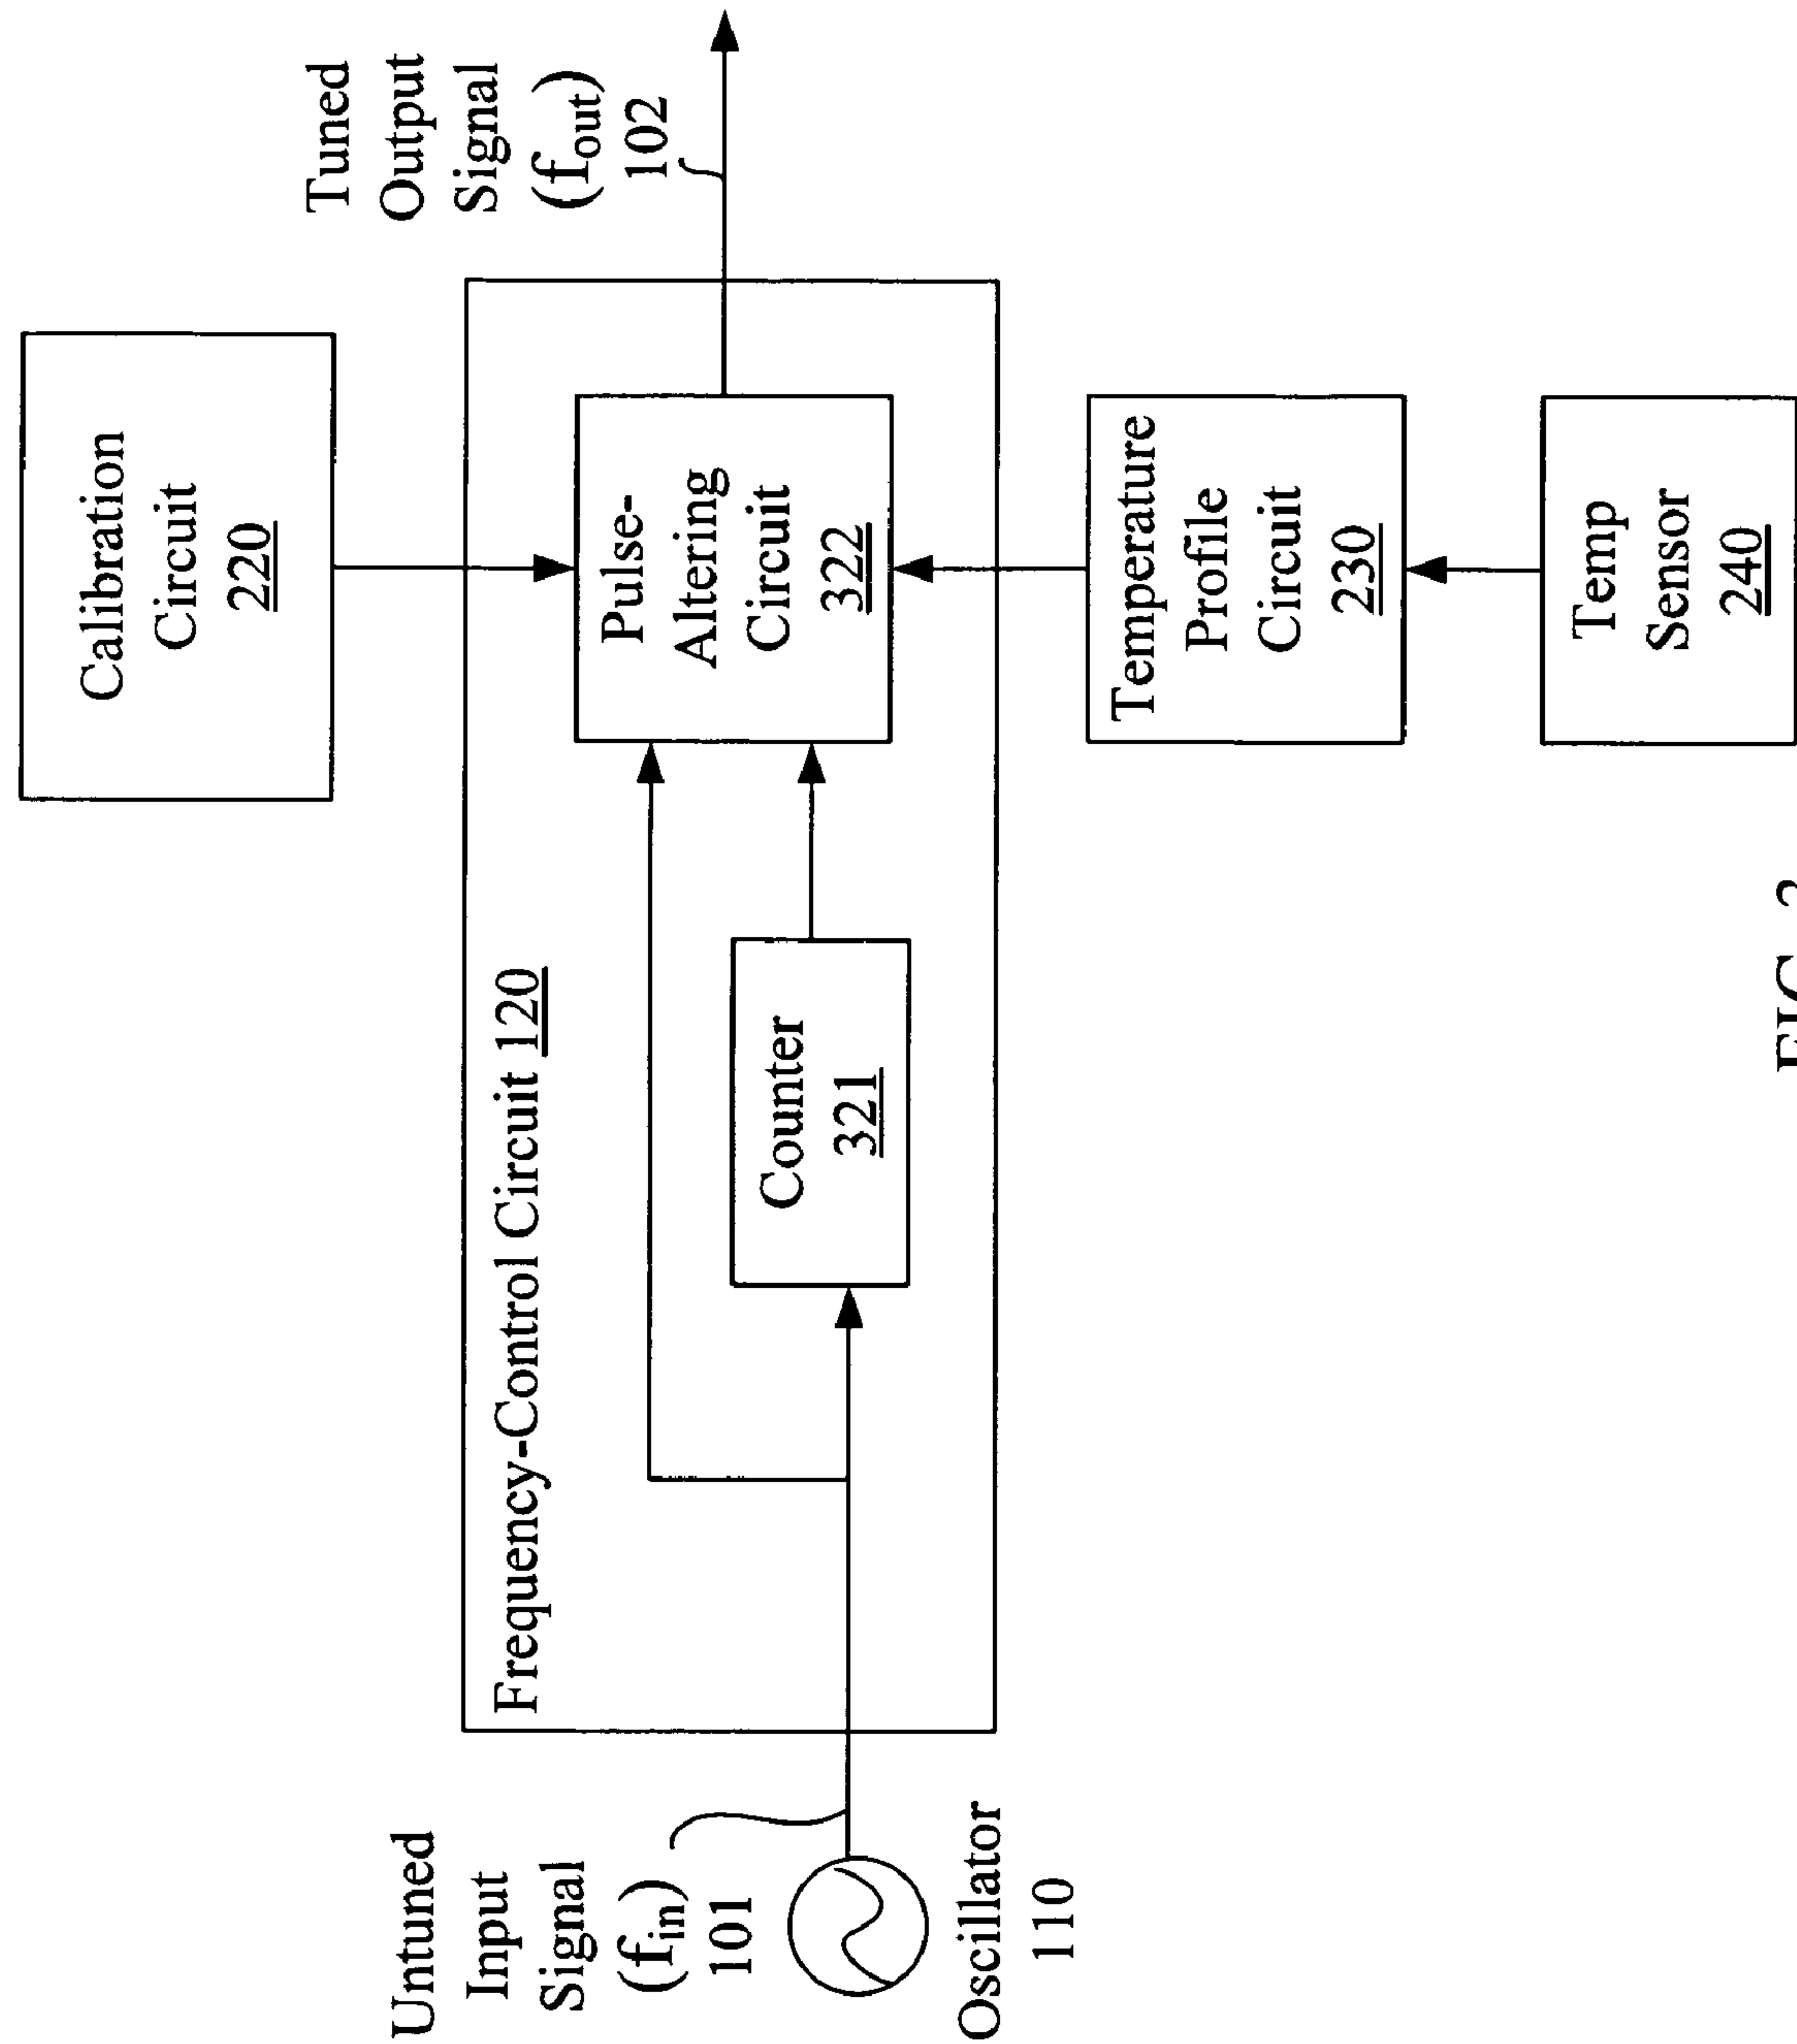 Calibration
Circuit
220
Tuned
Output
Signal
(fout)
102
Frequency-Control Circuit 120
Pulse-
Altering
Circuit
322
Counter
321
Untuned
Input
Signal
(fin)
101
Oscillator
110
Temperature
Profile
Circuit
230
Temp
Sensor
240